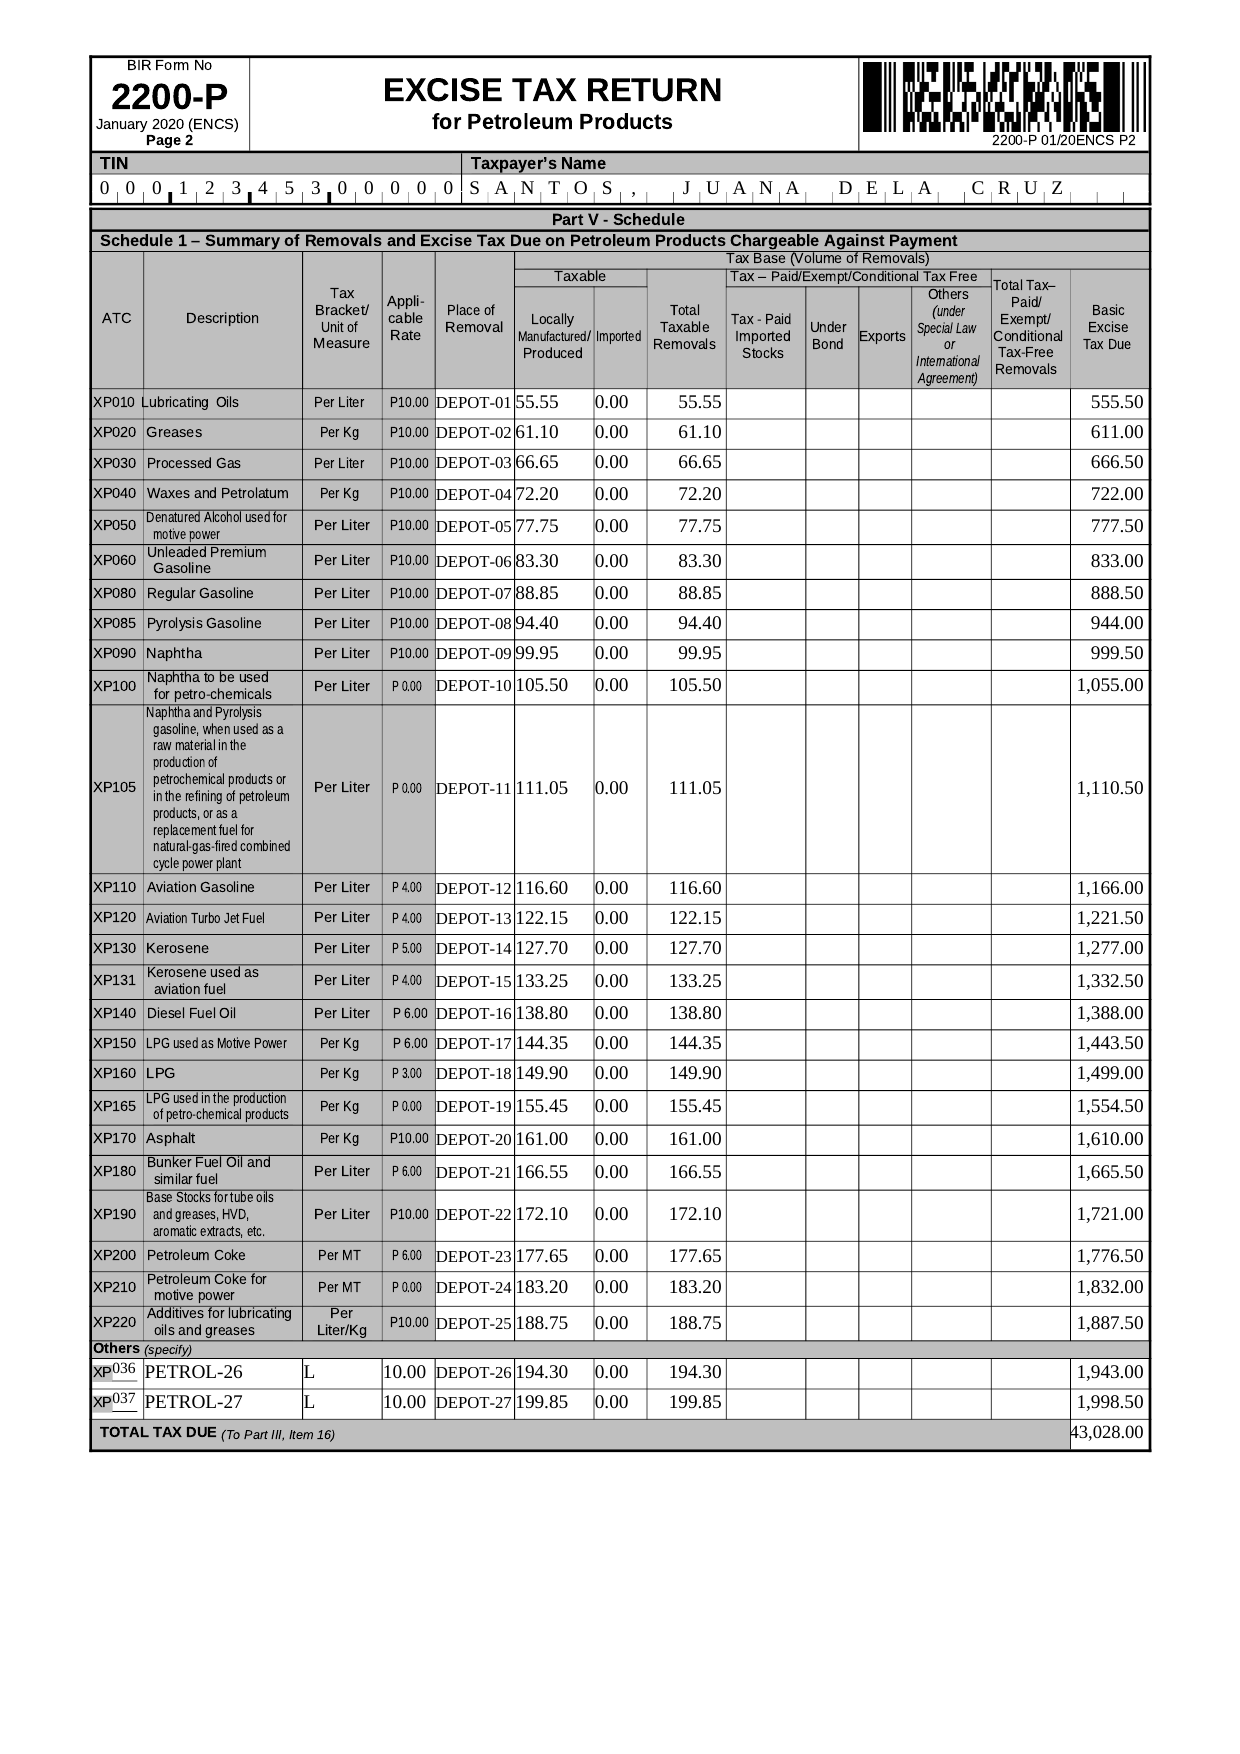 BIR Form No
2200-P
January 2020 (ENCS)
Page 2
EXCISE TAX RETURN
for Petroleum Products
2200-P 01/20ENCS P2
TIN Taxpayer's Name
0 0 0 1 2 3 4 5 3 0 0 0 0 0 S A N T O S , J U A N A D E L A C R U Z
Part V - Schedule
Schedule 1 – Summary of Removals and Excise Tax Due on Petroleum Products Chargeable Against Payment
ATC
Description
Tax
Bracket/
Unit of
Measure
Appli-
cable
Rate
Place of
Removal
Tax Base (Volume of Removals)
Taxable
Locally
Manufactured/
Produced
Imported
Total
Taxable
Removals
Tax – Paid/Exempt/Conditional Tax Free
Tax - Paid
Imported
Stocks
Under
Bond
Exports
Others
(under
Special Law
or
International
Agreement)
Total Tax–
Paid/
Exempt/
Conditional
Tax-Free
Removals
Basic
Excise
Tax Due
XP010 Lubricating Oils Per Liter P10.00 DEPOT-01 55.55 0.00 55.55 555.50
XP020 Greases Per Kg P10.00 DEPOT-02 61.10 0.00 61.10 611.00
XP030 Processed Gas Per Liter P10.00 DEPOT-03 66.65 0.00 66.65 666.50
XP040 Waxes and Petrolatum Per Kg P10.00 DEPOT-04 72.20 0.00 72.20 722.00
XP050 Denatured Alcohol used for
motive power Per Liter P10.00 DEPOT-05 77.75 0.00 77.75 777.50
XP060 Unleaded Premium
Gasoline Per Liter P10.00 DEPOT-06 83.30 0.00 83.30 833.00
XP080 Regular Gasoline Per Liter P10.00 DEPOT-07 88.85 0.00 88.85 888.50
XP085 Pyrolysis Gasoline Per Liter P10.00 DEPOT-08 94.40 0.00 94.40 944.00
XP090 Naphtha Per Liter P10.00 DEPOT-09 99.95 0.00 99.95 999.50
XP100 Naphtha to be used
for petro-chemicals Per Liter P 0.00 DEPOT-10 105.50 0.00 105.50 1,055.00
XP105 Naphtha and Pyrolysis
gasoline, when used as a
raw material in the
production of
petrochemical products or
in the refining of petroleum
products, or as a
replacement fuel for
natural-gas-fired combined
cycle power plant Per Liter P 0.00 DEPOT-11 111.05 0.00 111.05 1,110.50
XP110 Aviation Gasoline Per Liter P 4.00 DEPOT-12 116.60 0.00 116.60 1,166.00
XP120 Aviation Turbo Jet Fuel Per Liter P 4.00 DEPOT-13 122.15 0.00 122.15 1,221.50
XP130 Kerosene Per Liter P 5.00 DEPOT-14 127.70 0.00 127.70 1,277.00
XP131 Kerosene used as
aviation fuel Per Liter P 4.00 DEPOT-15 133.25 0.00 133.25 1,332.50
XP140 Diesel Fuel Oil Per Liter P 6.00 DEPOT-16 138.80 0.00 138.80 1,388.00
XP150 LPG used as Motive Power Per Kg P 6.00 DEPOT-17 144.35 0.00 144.35 1,443.50
XP160 LPG Per Kg P 3.00 DEPOT-18 149.90 0.00 149.90 1,499.00
XP165 LPG used in the production
of petro-chemical products Per Kg P 0.00 DEPOT-19 155.45 0.00 155.45 1,554.50
XP170 Asphalt Per Kg P10.00 DEPOT-20 161.00 0.00 161.00 1,610.00
XP180 Bunker Fuel Oil and
similar fuel Per Liter P 6.00 DEPOT-21 166.55 0.00 166.55 1,665.50
XP190 Base Stocks for tube oils
and greases, HVD,
aromatic extracts, etc. Per Liter P10.00 DEPOT-22 172.10 0.00 172.10 1,721.00
XP200 Petroleum Coke Per MT P 6.00 DEPOT-23 177.65 0.00 177.65 1,776.50
XP210 Petroleum Coke for
motive power Per MT P 0.00 DEPOT-24 183.20 0.00 183.20 1,832.00
XP220 Additives for lubricating
oils and greases Per
Liter/Kg P10.00 DEPOT-25 188.75 0.00 188.75 1,887.50
Others (specify)
XP 036 PETROL-26 L 10.00 DEPOT-26 194.30 0.00 194.30 1,943.00
XP 037 PETROL-27 L 10.00 DEPOT-27 199.85 0.00 199.85 1,998.50
TOTAL TAX DUE (To Part III, Item 16) 43,028.00